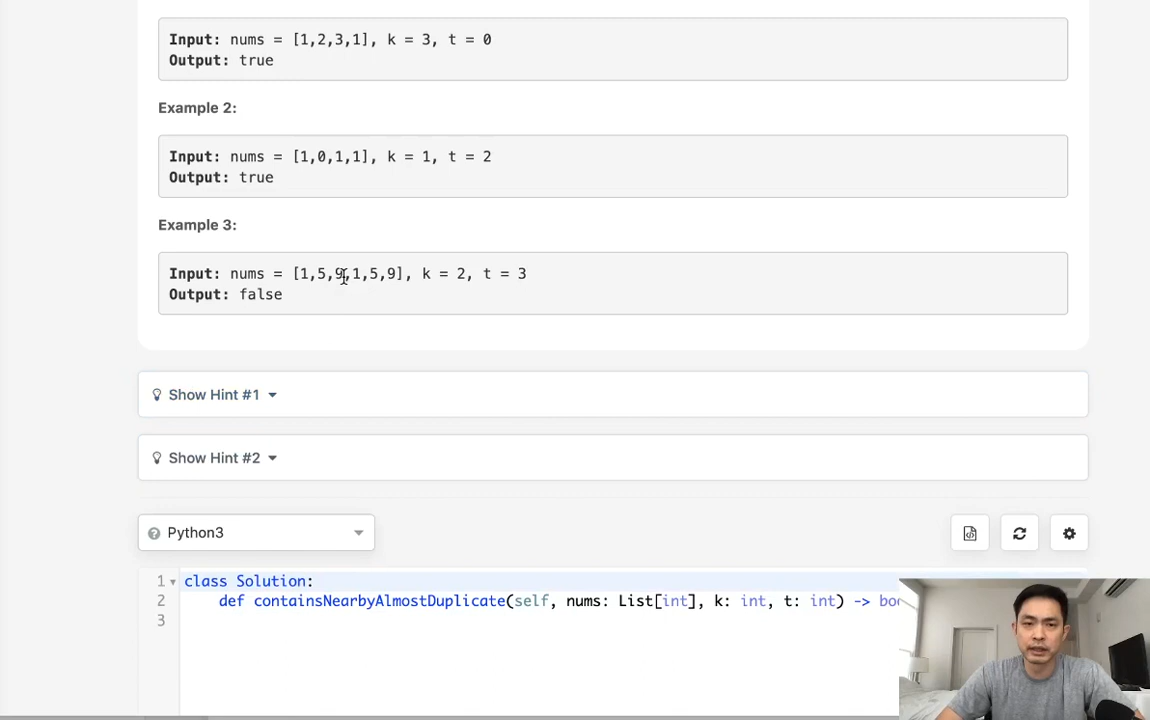 Input: nums = [1,2,3,1], k = 3, t = 0
Output: true
Example 2:
Input: nums = [1,0,1,1], k = 1, t = 2
Output: true
Example 3:
Input: nums = [1,5,9,1,5,9], k = 2, t = 3
Output: false
Show Hint #1
Show Hint #2
Python3
1 class Solution:
2 def containsNearbyAlmostDuplicate(self, nums: List[int], k: int, t: int) -> boo
3